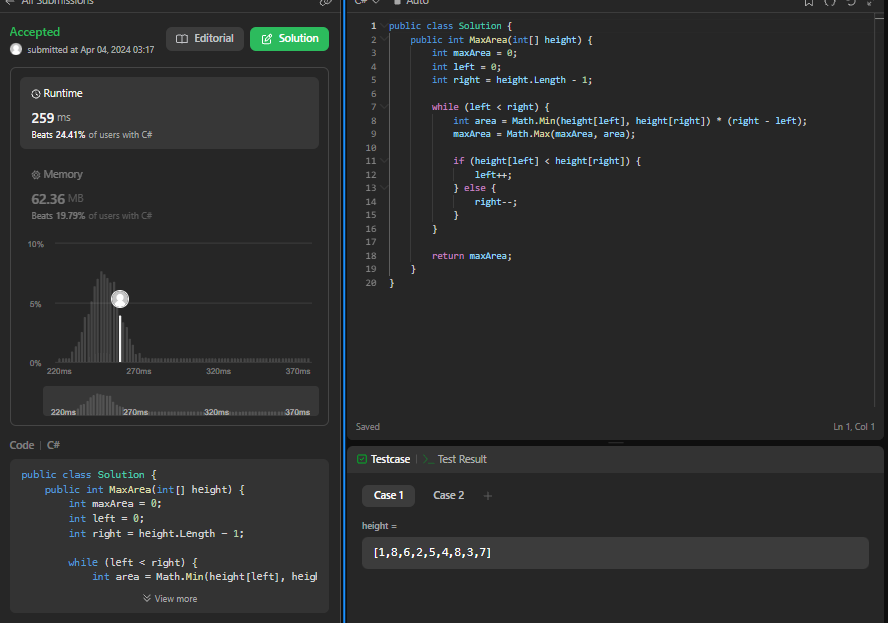 All Submissions
Accepted
submitted at Apr 04, 2024 03:17
Editorial
Solution
Runtime
259 ms
Beats 24.41% of users with C#
Memory
62.36 MB
Beats 19.79% of users with C#
10%
5%
0%
220ms 270ms 320ms 370ms
220ms 270ms 320ms 370ms
Code | C#
public class Solution {
public int MaxArea(int[] height) {
int maxArea = 0;
int left = 0;
int right = height.Length - 1;
while (left < right) {
int area = Math.Min(height[left], heigh
View more
C# Auto
1 public class Solution {
2 public int MaxArea(int[] height) {
3 int maxArea = 0;
4 int left = 0;
5 int right = height.Length - 1;
6
7 while (left < right) {
8 int area = Math.Min(height[left], height[right]) * (right - left);
9 maxArea = Math.Max(maxArea, area);
10
11 if (height[left] < height[right]) {
12 left++;
13 } else {
14 right--;
15 }
16 }
17
18 return maxArea;
19 }
20 }
Saved
Ln 1, Col 1
Testcase | >_ Test Result
Case 1 Case 2 +
height =
[1,8,6,2,5,4,8,3,7]